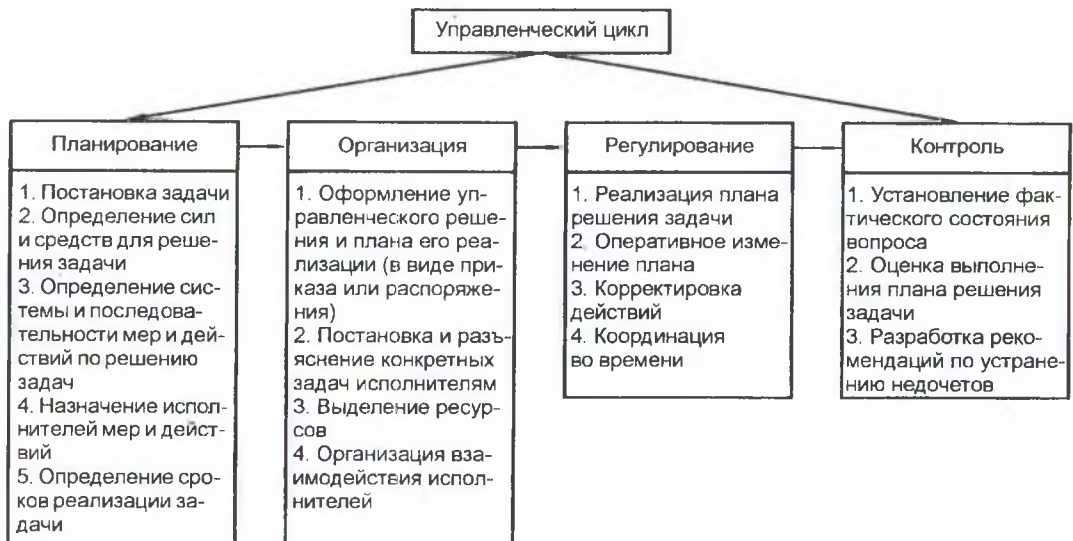 Управленческий цикл
Планирование
1. Постановка задачи
2. Определение сил
и средств для реше-
ния задачи
3. Определение сис-
темы и последова-
тельности мер и дей-
ствий по решению
задач
4. Назначение испол-
нителей мер и дейст-
вий
5. Определение сро-
ков реализации за-
дачи
Организация
1. Оформление уп-
равленческого реше-
ния и плана его реа-
лизации (в виде при-
каза или распоряже-
ния)
2. Постановка и разъ-
яснение конкретных
задач исполнителям
3. Выделение ресур-
сов
4. Организация вза-
имодействия испол-
нителей
Регулирование
1. Реализация плана
решения задачи
2. Оперативное изме-
нение плана
3. Корректировка
действий
4. Координация
во времени
Контроль
1. Установление фак-
тического состояния
вопроса
2. Оценка выполне-
ния плана решения
задачи
3. Разработка реко-
мендаций по устране-
нию недочетов